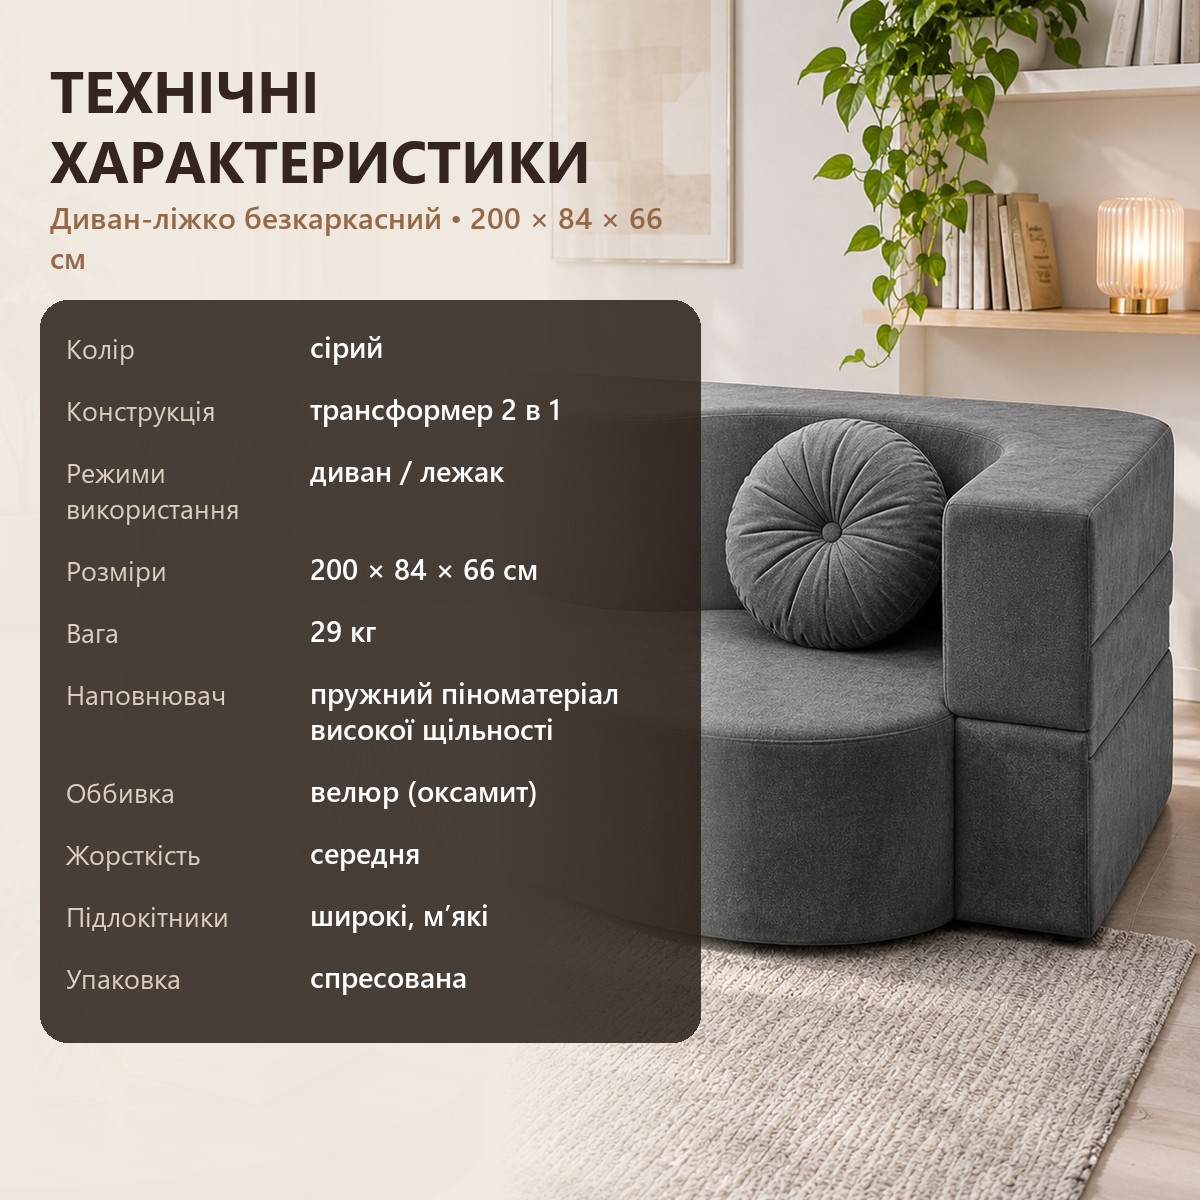 ТЕХНІЧНІ
ХАРАКТЕРИСТИКИ
Диван-ліжко безкаркасний • 200 × 84 × 66
см
Колір сірий
Конструкція трансформер 2 в 1
Режими використання диван / лежак
Розміри 200 × 84 × 66 см
Вага 29 кг
Наповнювач пружний піноматеріал
високої щільності
Оббивка велюр (оксамит)
Жорсткість середня
Підлокітники широкі, м’які
Упаковка спресована